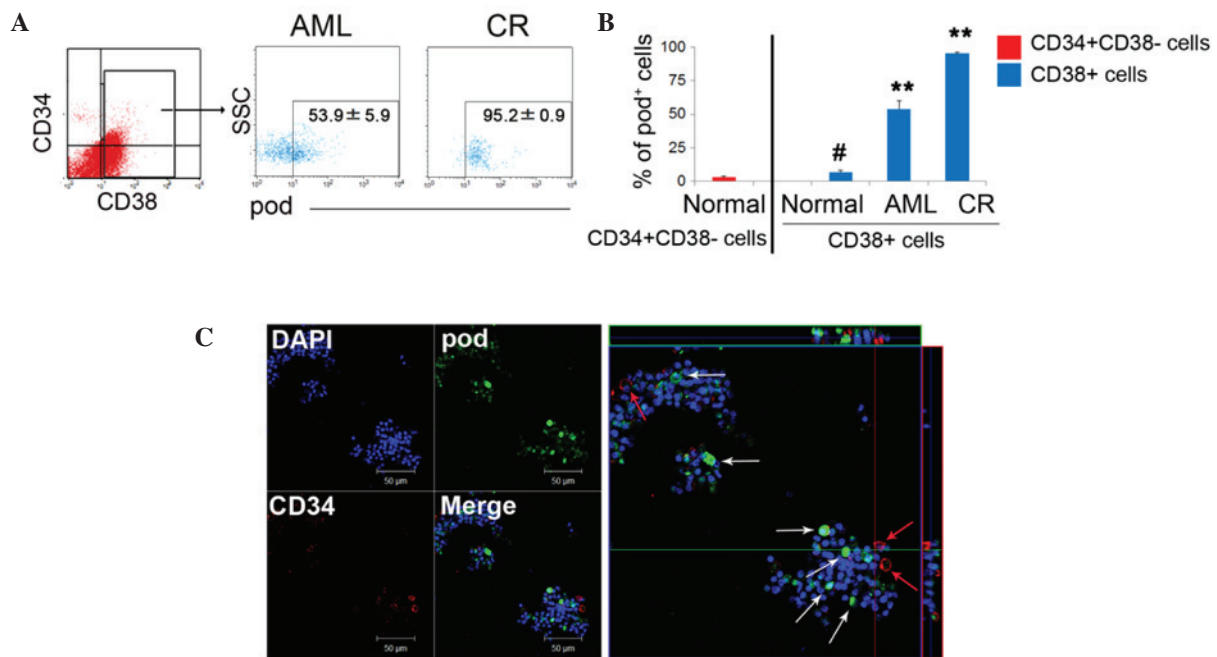 A
AML
CR
CD34
SSC
53.9 ± 5.9
95.2 ± 0.9
CD38
pod
B
% of pod⁺ cells
100
75
50
25
0
#
**
**
Normal
Normal
AML
CR
CD34+CD38- cells
CD38+ cells
CD34+CD38- cells
CD38+ cells
C
DAPI
pod
50 µm
50 µm
CD34
Merge
50 µm
50 µm